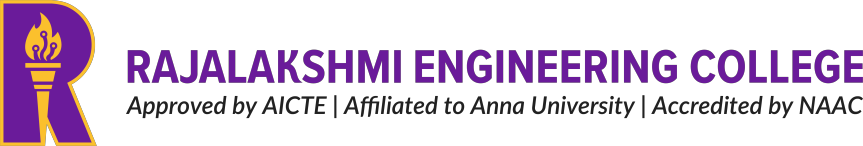 RAJALAKSHMI ENGINEERING COLLEGE
Approved by AICTE | Affiliated to Anna University | Accredited by NAAC